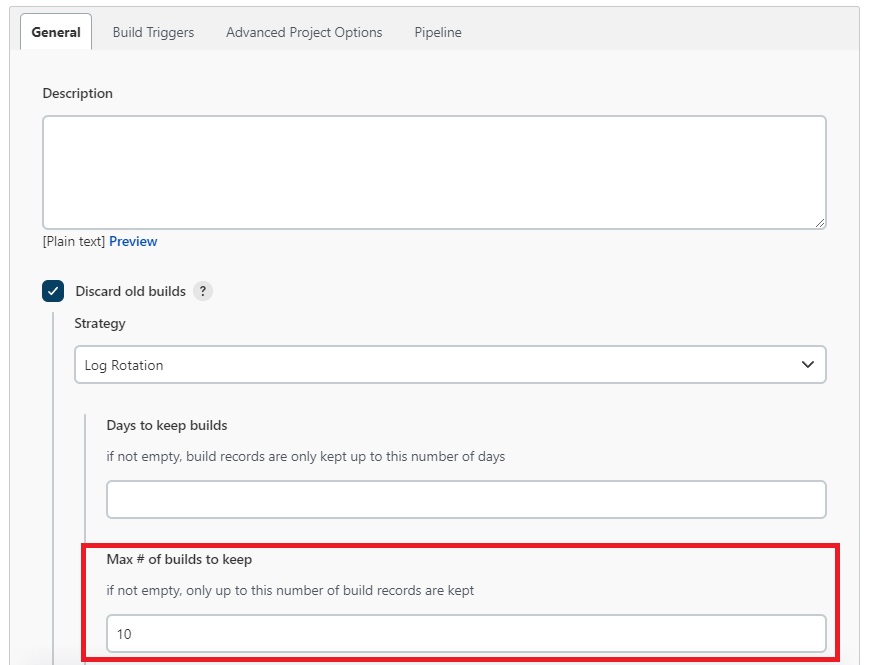 General Build Triggers Advanced Project Options Pipeline
Description
[Plain text] Preview
Discard old builds ?
Strategy
Log Rotation
Days to keep builds
if not empty, build records are only kept up to this number of days
Max # of builds to keep
if not empty, only up to this number of build records are kept
10